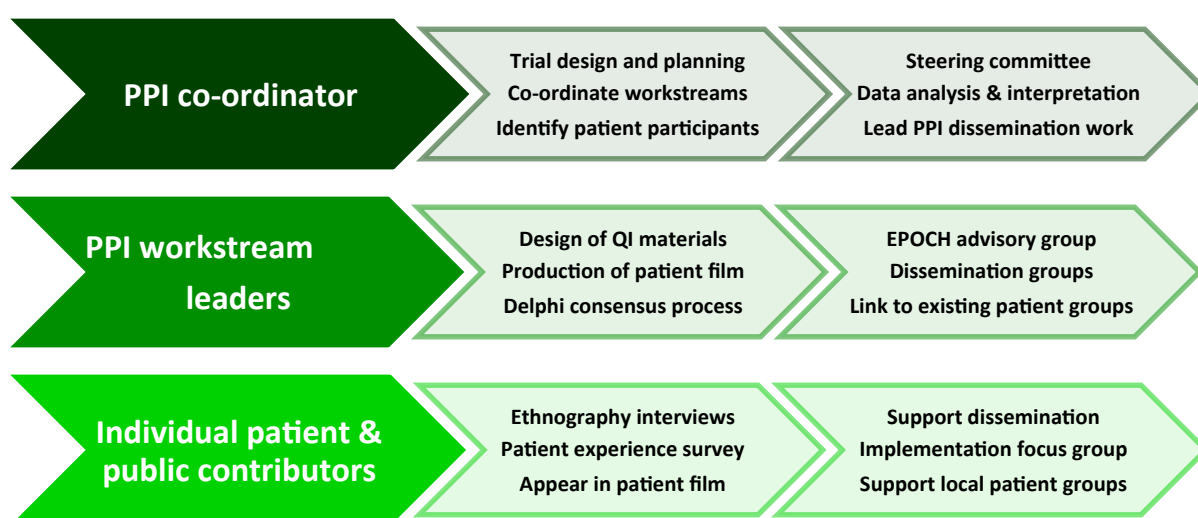 PPI co-ordinator
Trial design and planning
Co-ordinate workstreams
Identify patient participants
Steering committee
Data analysis & interpretation
Lead PPI dissemination work
PPI workstream
leaders
Design of QI materials
Production of patient film
Delphi consensus process
EPOCH advisory group
Dissemination groups
Link to existing patient groups
Individual patient &
public contributors
Ethnography interviews
Patient experience survey
Appear in patient film
Support dissemination
Implementation focus group
Support local patient groups